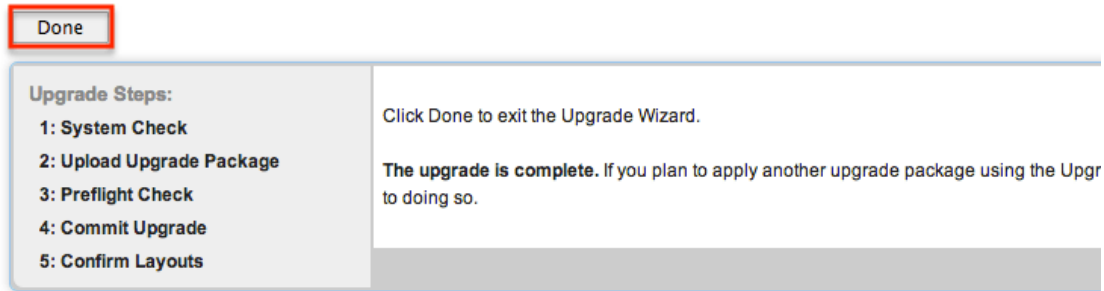 Done
Upgrade Steps:
1: System Check
2: Upload Upgrade Package
3: Preflight Check
4: Commit Upgrade
5: Confirm Layouts
Click Done to exit the Upgrade Wizard.
The upgrade is complete. If you plan to apply another upgrade package using the Upgr
to doing so.